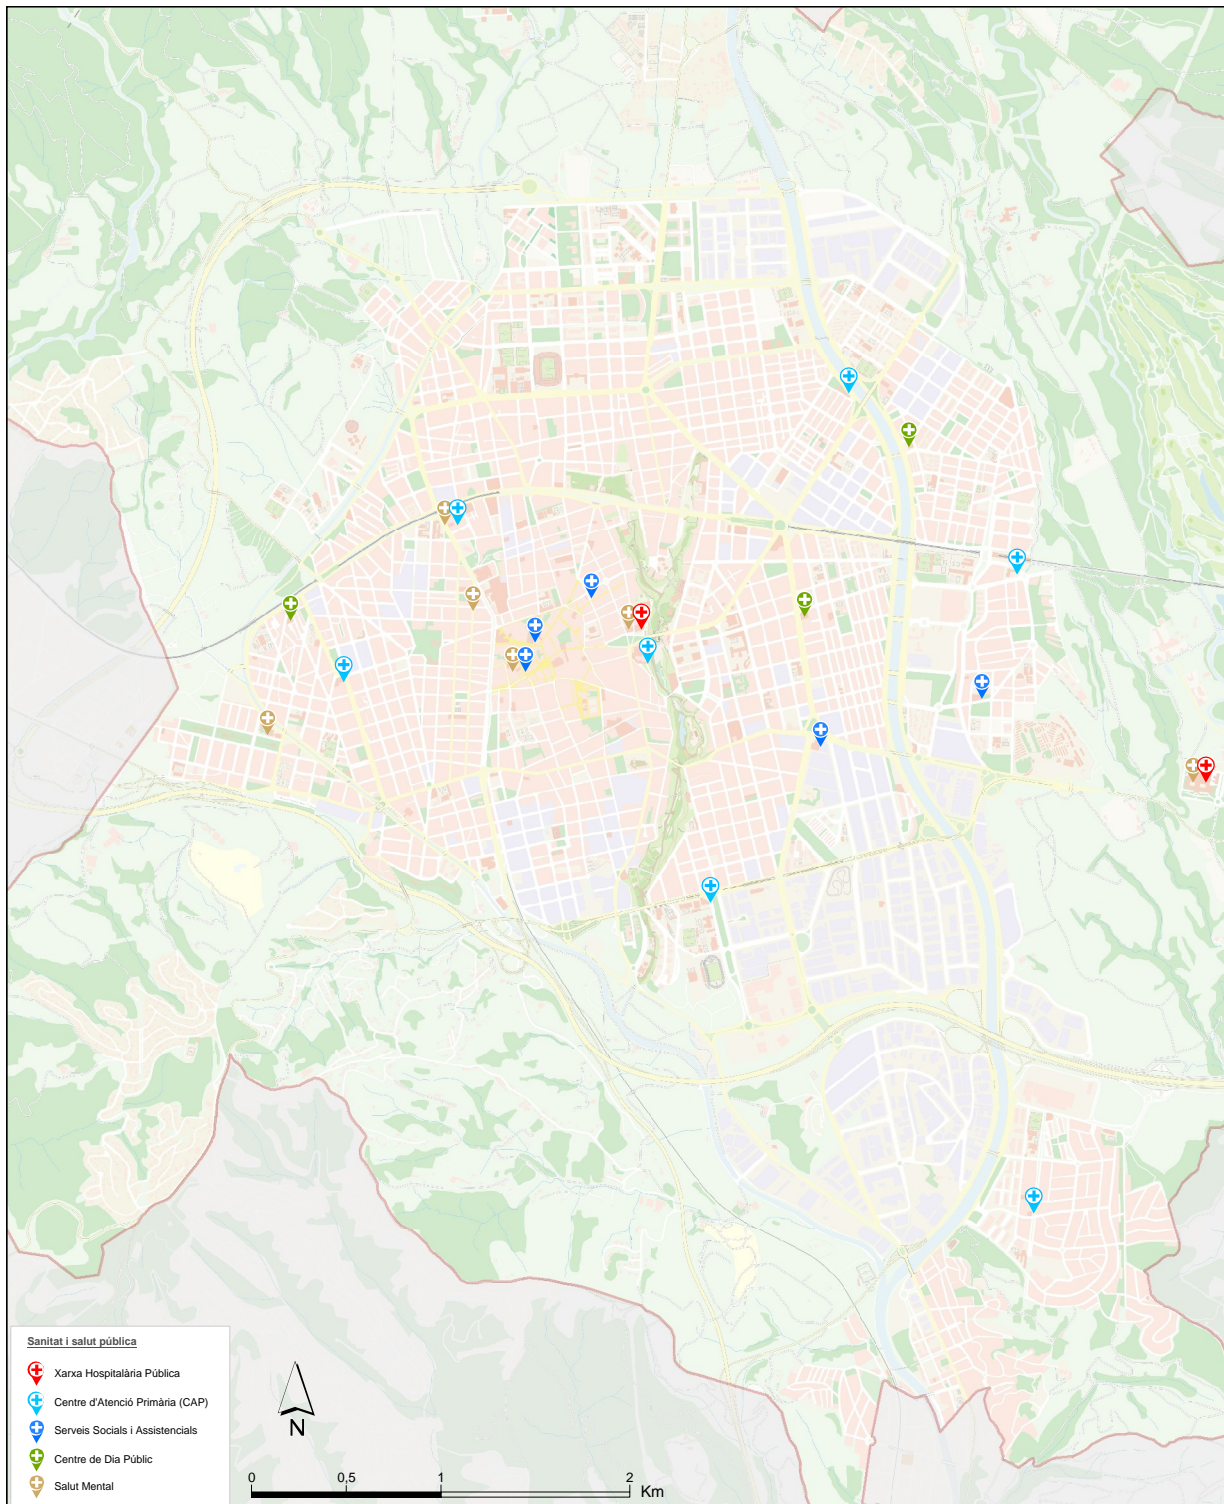 Sanitat i salut pública
Xarxa Hospitalària Pública
Centre d'Atenció Primària (CAP)
Serveis Socials i Assistencials
Centre de Dia Públic
Salut Mental
N
0 0,5 1 2
Km